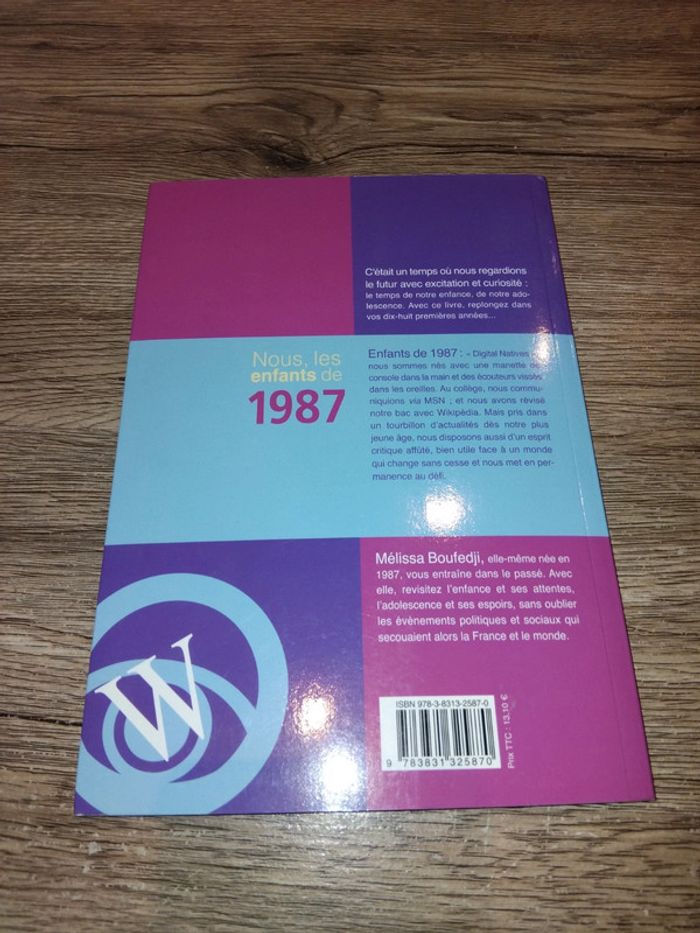 C'était un temps où nous regardions
le futur avec excitation et curiosité :
le temps de notre enfance, de notre ado-
lescence. Avec ce livre, replongez dans
vos dix-huit premières années...
Nous, les
enfants de
1987
Enfants de 1987 : « Digital Natives
nous sommes nés avec une manette de
console dans la main et des écouteurs vissés
dans les oreilles. Au collège, nous commu-
niquions via MSN ; et nous avons révisé
notre bac avec Wikipédia. Mais pris dans
un tourbillon d'actualités dès notre plus
jeune âge, nous disposons aussi d'un esprit
critique affûté, bien utile face à un monde
qui change sans cesse et nous met en per-
manence au défi.
Mélissa Boufedji, elle-même née en
1987, vous entraîne dans le passé. Avec
elle, revisitez l'enfance et ses attentes,
l'adolescence et ses espoirs, sans oublier
les évènements politiques et sociaux qui
secouaient alors la France et le monde.
W
ISBN 978-3-8313-2587-0
9 783831 325870
Prix TTC : 13,10 €